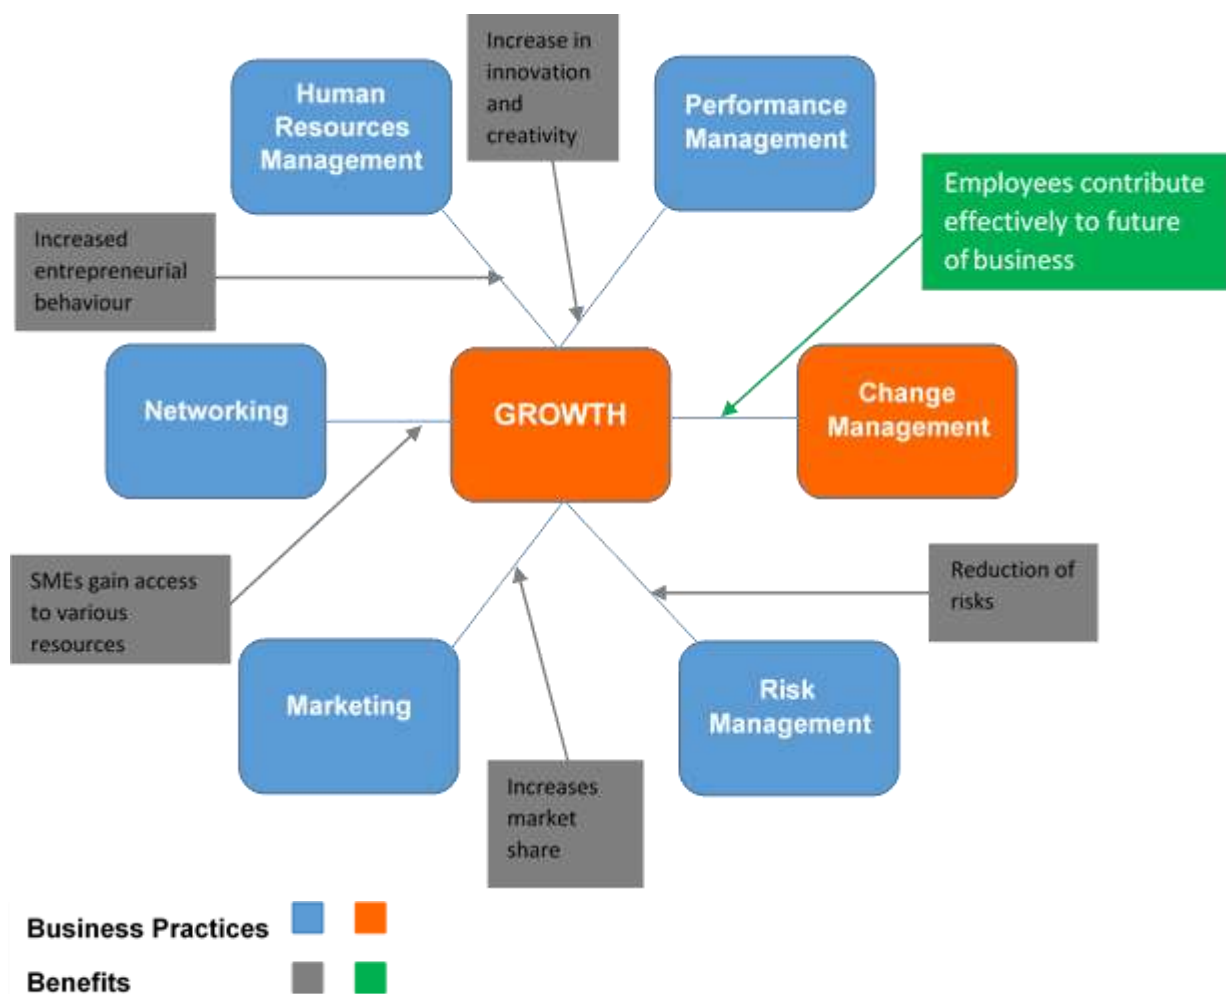 Increase in
innovation
and
creativity
Human
Resources
Management
Performance
Management
Employees contribute
effectively to future
of business
Increased
entrepreneurial
behaviour
Networking
GROWTH
Change
Management
SMEs gain access
to various
resources
Reduction of
risks
Marketing
Risk
Management
Increases
market
share
Business Practices
Benefits